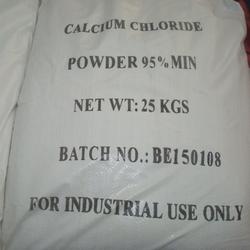 CALCIUM CHLORIDE
POWDER 95% MIN
NET WT: 25 KGS
BATCH NO.: BE150108
FOR INDUSTRIAL USE ONLY